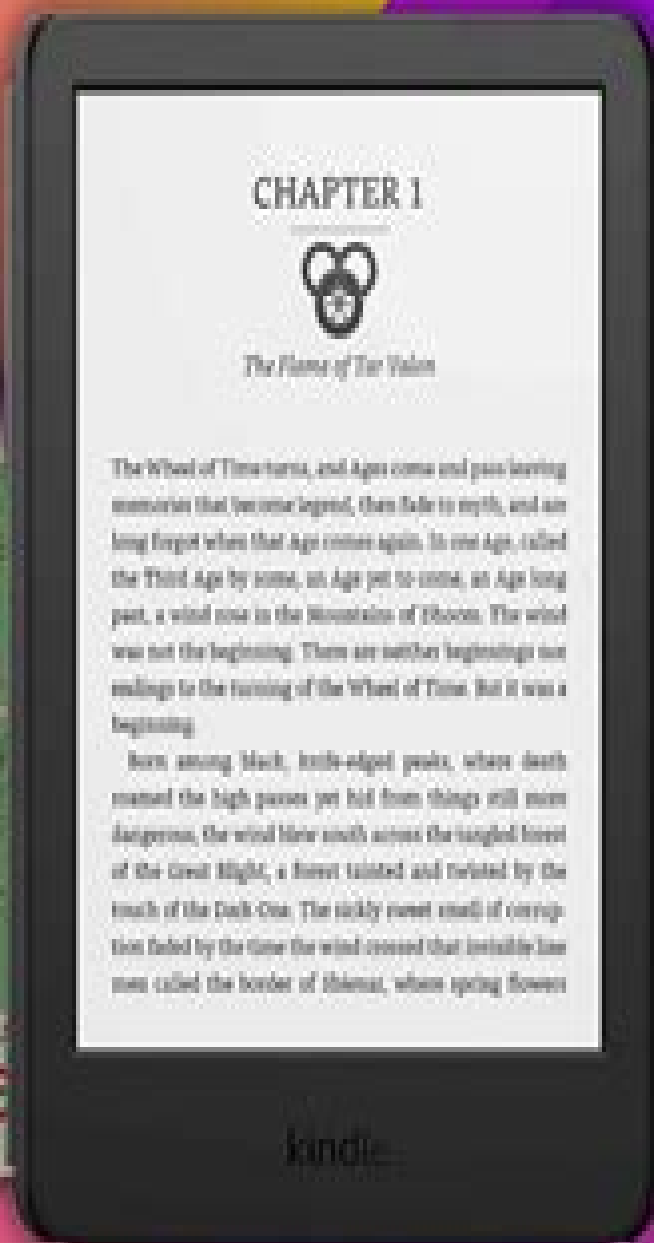 CHAPTER 1
The Flame of Tar Valon
The Wheel of Time turns, and Ages come and pass leaving
memories that become legend, then fade to myth, and are
long forgot when that Age comes again. In one Age, called
the Third Age by some, an Age yet to come, an Age long
past, a wind rose in the Mountains of Dhoom. The wind
was not the beginning. There are neither beginnings nor
endings to the turning of the Wheel of Time. But it was a
beginning.
Born among black, knife-edged peaks, where death
roamed the high passes yet hid from things still more
dangerous, the wind blew south across the tangled forest
of the Great Blight, a forest tainted and twisted by the
touch of the Dark One. The sickly sweet smell of corrup-
tion faded by the time the wind crossed that invisible line
men called the border of Shienar, where spring flowers
kindle